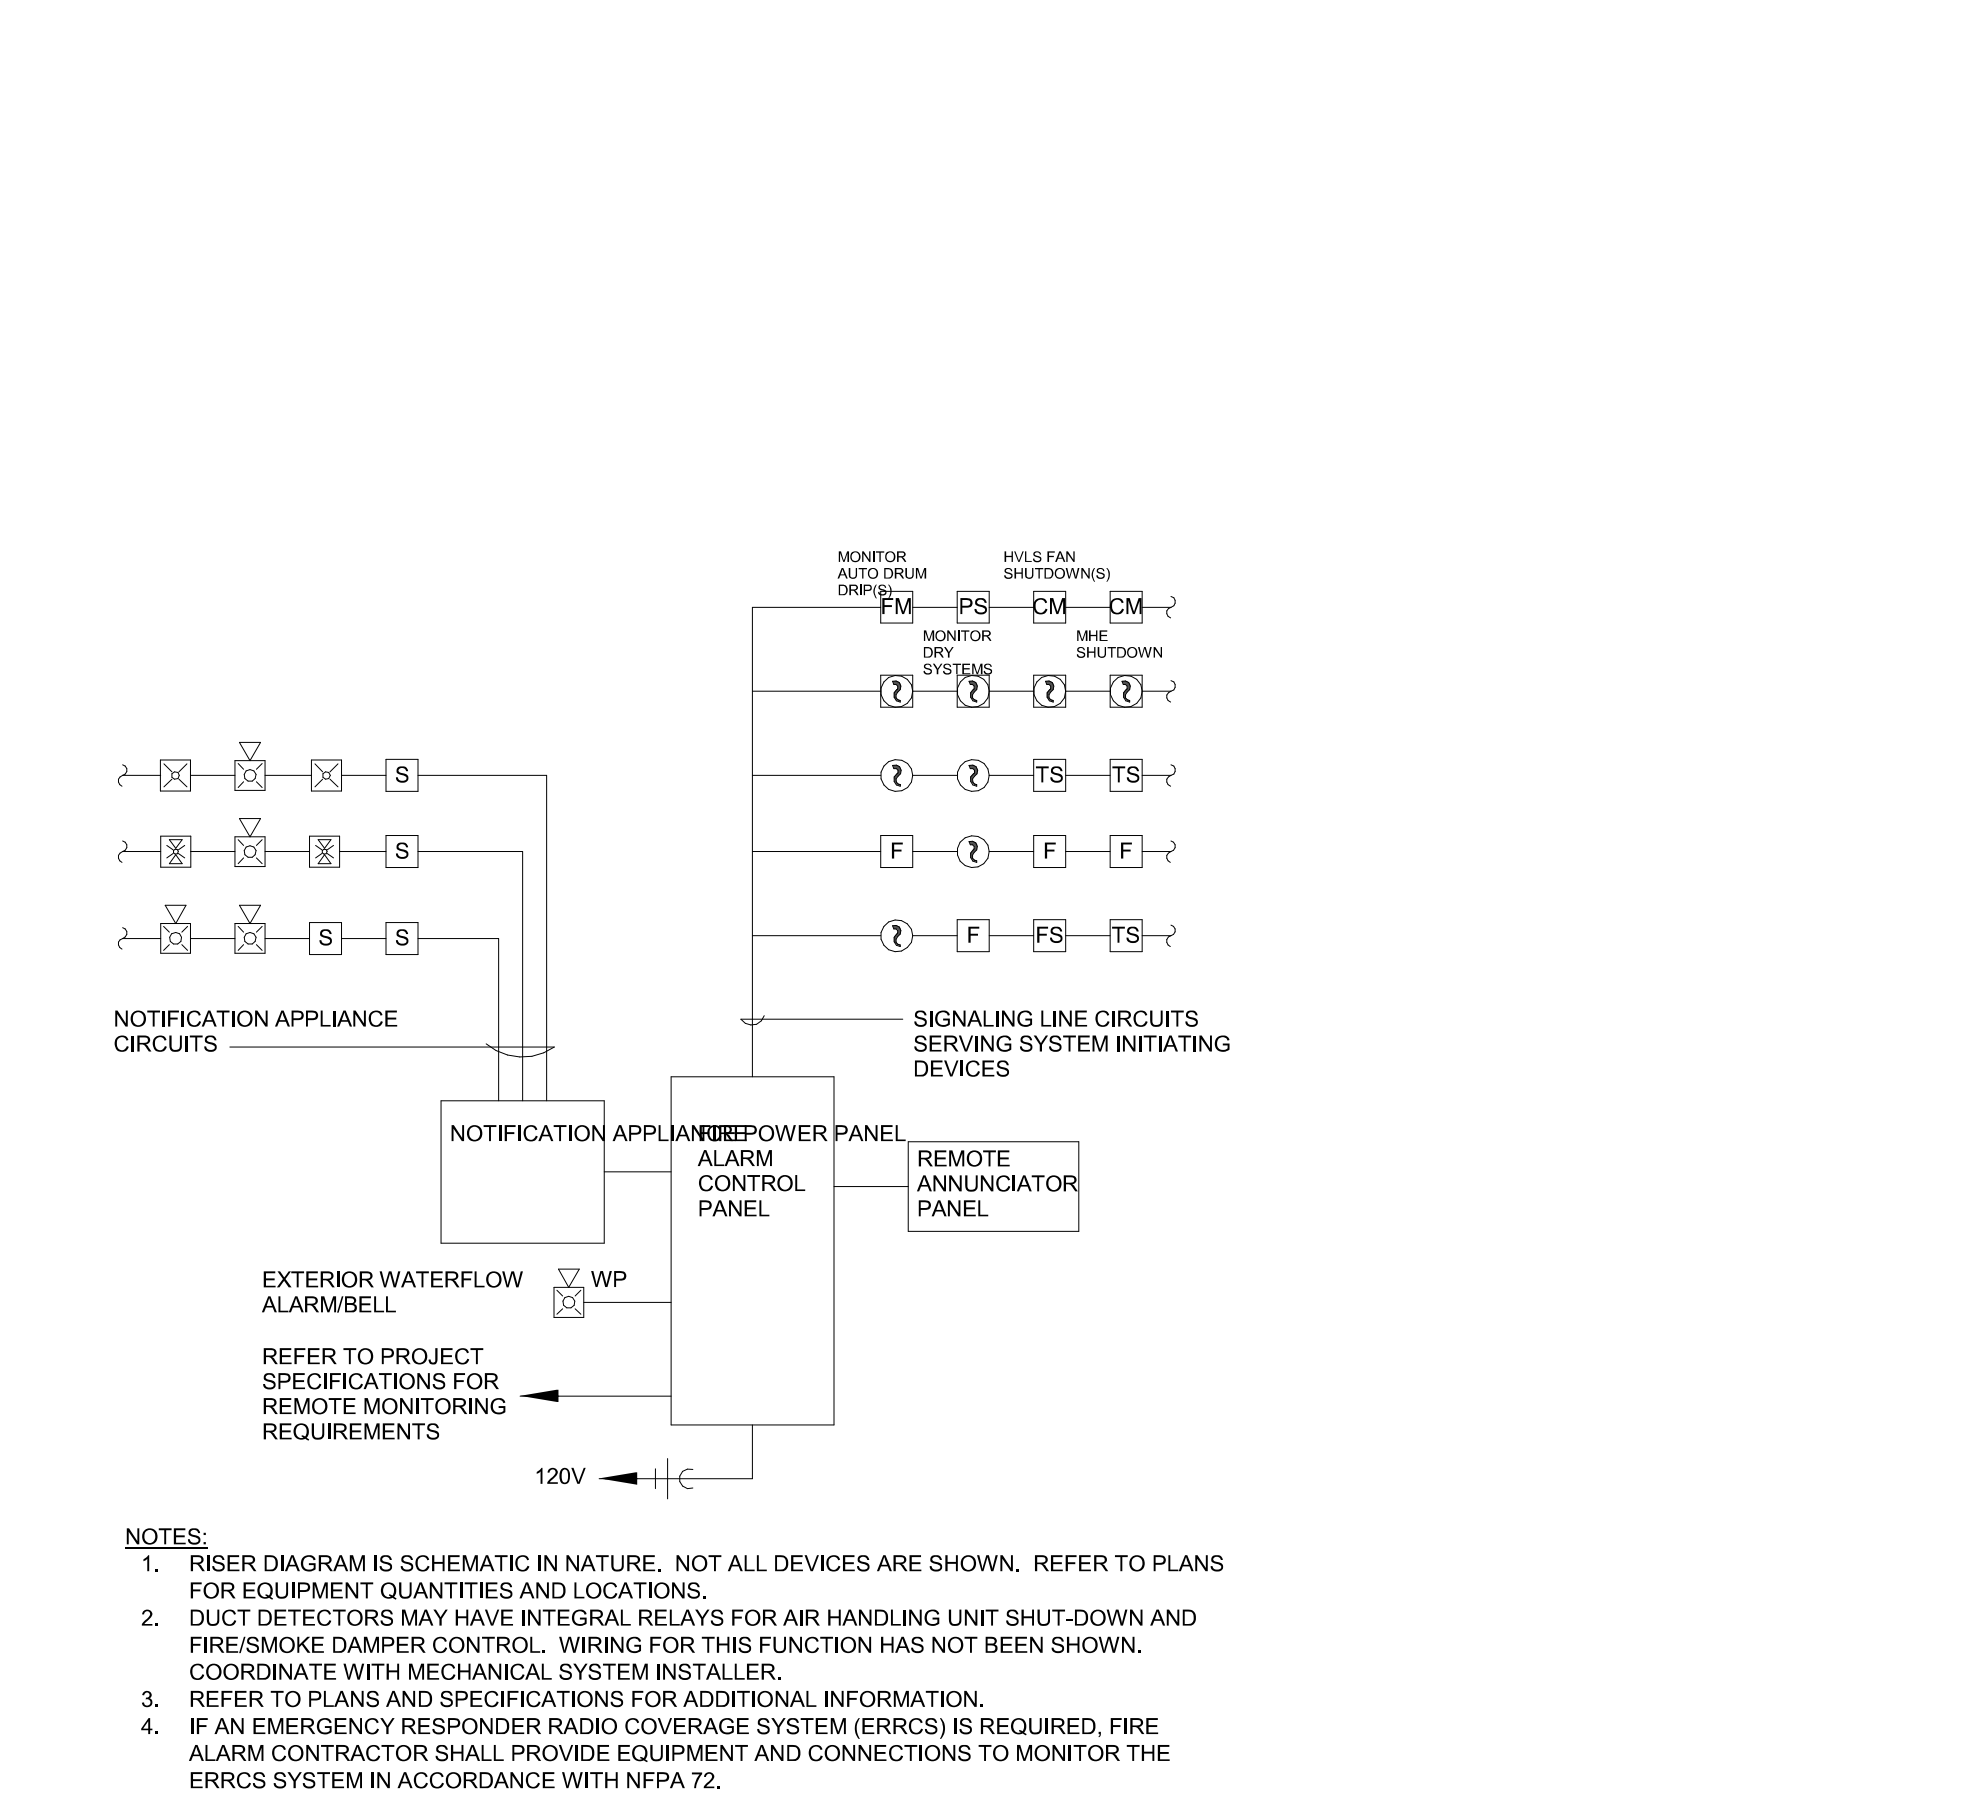 MONITOR
AUTO DRUM
DRIP(S)
HVLS FAN
SHUTDOWN(S)
FM
PS
CM
CM
MONITOR
DRY
SYSTEMS
MHE
SHUTDOWN
S
TS
TS
S
F
F
F
S
S
F
FS
TS
NOTIFICATION APPLIANCE
CIRCUITS
SIGNALING LINE CIRCUITS
SERVING SYSTEM INITIATING
DEVICES
NOTIFICATION APPLIANCE POWER PANEL
FIRE
ALARM
CONTROL
PANEL
REMOTE
ANNUNCIATOR
PANEL
EXTERIOR WATERFLOW
ALARM/BELL
WP
REFER TO PROJECT
SPECIFICATIONS FOR
REMOTE MONITORING
REQUIREMENTS
120V
NOTES:
1. RISER DIAGRAM IS SCHEMATIC IN NATURE. NOT ALL DEVICES ARE SHOWN. REFER TO PLANS
FOR EQUIPMENT QUANTITIES AND LOCATIONS.
2. DUCT DETECTORS MAY HAVE INTEGRAL RELAYS FOR AIR HANDLING UNIT SHUT-DOWN AND
FIRE/SMOKE DAMPER CONTROL. WIRING FOR THIS FUNCTION HAS NOT BEEN SHOWN.
COORDINATE WITH MECHANICAL SYSTEM INSTALLER.
3. REFER TO PLANS AND SPECIFICATIONS FOR ADDITIONAL INFORMATION.
4. IF AN EMERGENCY RESPONDER RADIO COVERAGE SYSTEM (ERRCS) IS REQUIRED, FIRE
ALARM CONTRACTOR SHALL PROVIDE EQUIPMENT AND CONNECTIONS TO MONITOR THE
ERRCS SYSTEM IN ACCORDANCE WITH NFPA 72.